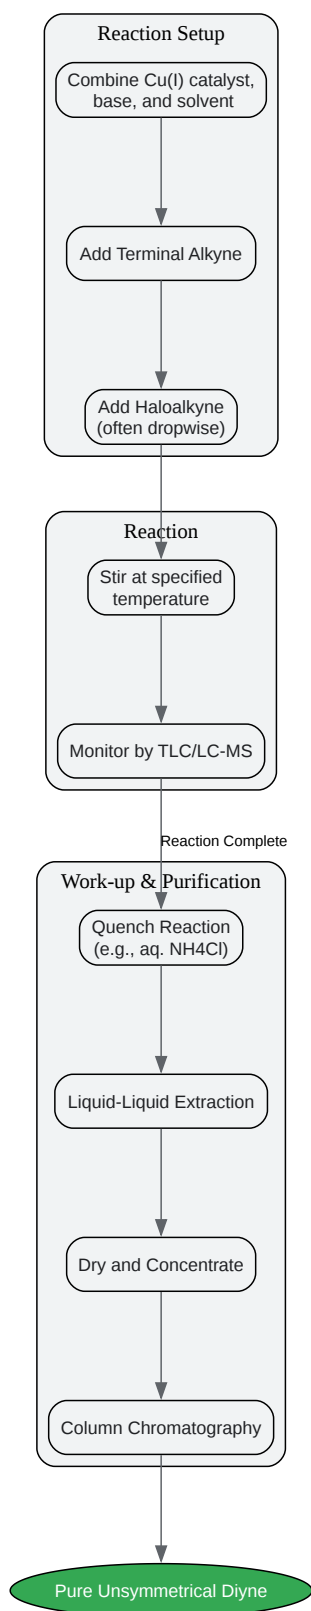 Reaction Setup
Combine Cu(I) catalyst,
base, and solvent
Add Terminal Alkyne
Add Haloalkyne
(often dropwise)
Reaction
Stir at specified
temperature
Monitor by TLC/LC-MS
Reaction Complete
Work-up & Purification
Quench Reaction
(e.g., aq. NH4Cl)
Liquid-Liquid Extraction
Dry and Concentrate
Column Chromatography
Pure Unsymmetrical Diyne